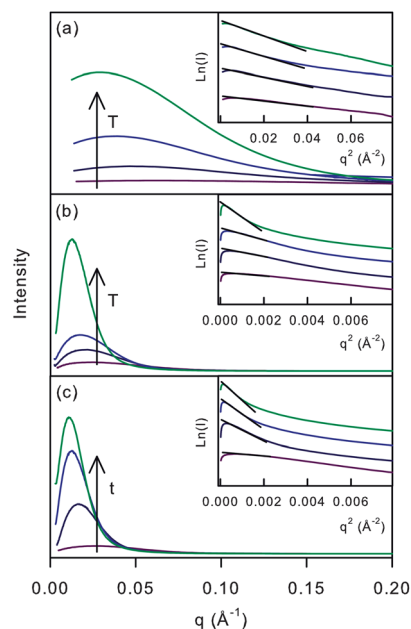 (a)
T
Ln(I)
0.02 0.04 0.06
q² (Å⁻²)
(b)
T
Ln(I)
0.000 0.002 0.004 0.006
q² (Å⁻²)
Intensity
(c)
t
Ln(I)
0.000 0.002 0.004 0.006
q² (Å⁻²)
0.00 0.05 0.10 0.15 0.20
q (Å⁻¹)